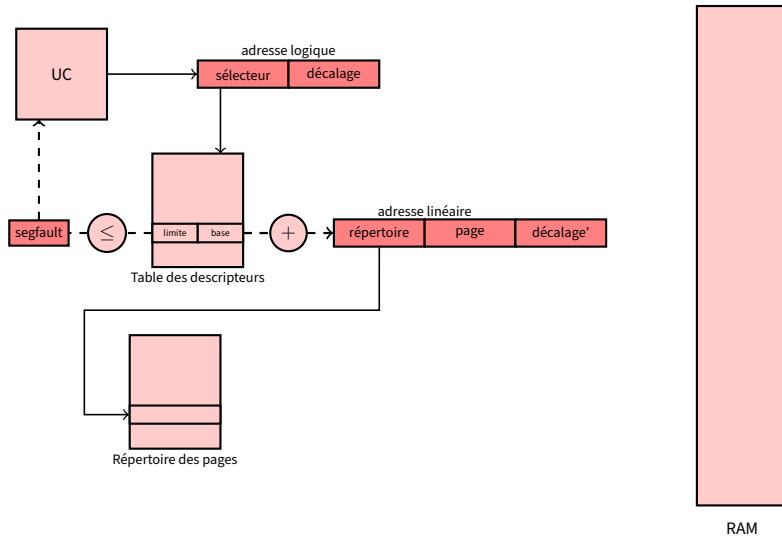 adresse logique
UC
sélecteur
décalage
segfault
≤
limite
base
+
adresse linéaire
répertoire
page
décalage'
Table des descripteurs
Répertoire des pages
RAM